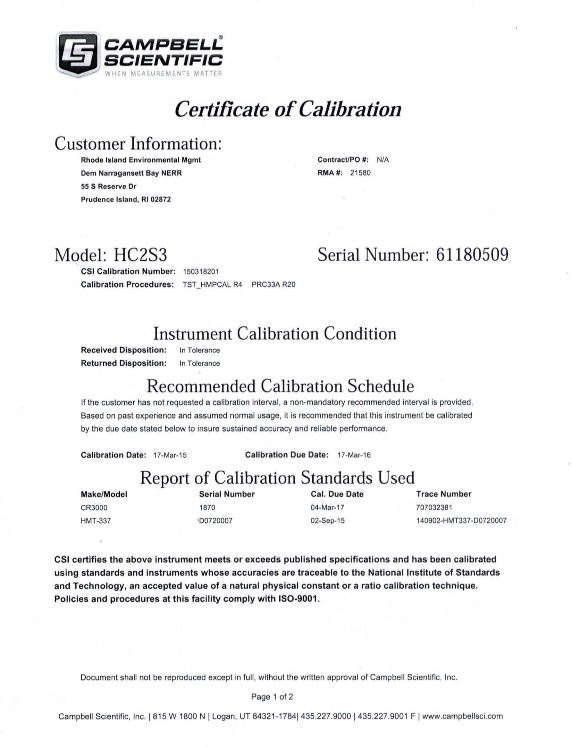 CAMPBELL®
SCIENTIFIC
WHEN MEASUREMENTS MATTER
Certificate of Calibration
Customer Information:
Rhode Island Environmental Mgmt Contract/PO #: N/A
Dem Narragansett Bay NERR RMA #: 21580
55 S Reserve Dr
Prudence Island, RI 02872
Model: HC2S3 Serial Number: 61180509
CSI Calibration Number: 150318201
Calibration Procedures: TST_HMPCAL R4 PRC33A R20
Instrument Calibration Condition
Received Disposition: In Tolerance
Returned Disposition: In Tolerance
Recommended Calibration Schedule
If the customer has not requested a calibration interval, a non-mandatory recommended interval is provided.
Based on past experience and assumed normal usage, it is recommended that this instrument be calibrated
by the due date stated below to insure sustained accuracy and reliable performance.
Calibration Date: 17-Mar-15 Calibration Due Date: 17-Mar-16
Report of Calibration Standards Used
Make/Model Serial Number Cal. Due Date Trace Number
CR3000 1870 04-Mar-17 707032381
HMT-337 D0720007 02-Sep-15 140902-HMT337-D0720007
CSI certifies the above instrument meets or exceeds published specifications and has been calibrated
using standards and instruments whose accuracies are traceable to the National Institute of Standards
and Technology, an accepted value of a natural physical constant or a ratio calibration technique.
Policies and procedures at this facility comply with ISO-9001.
Document shall not be reproduced except in full, without the written approval of Campbell Scientific, Inc.
Page 1 of 2
Campbell Scientific, Inc. | 815 W 1800 N | Logan, UT 84321-1784| 435.227.9000 | 435.227.9001 F | www.campbellsci.com